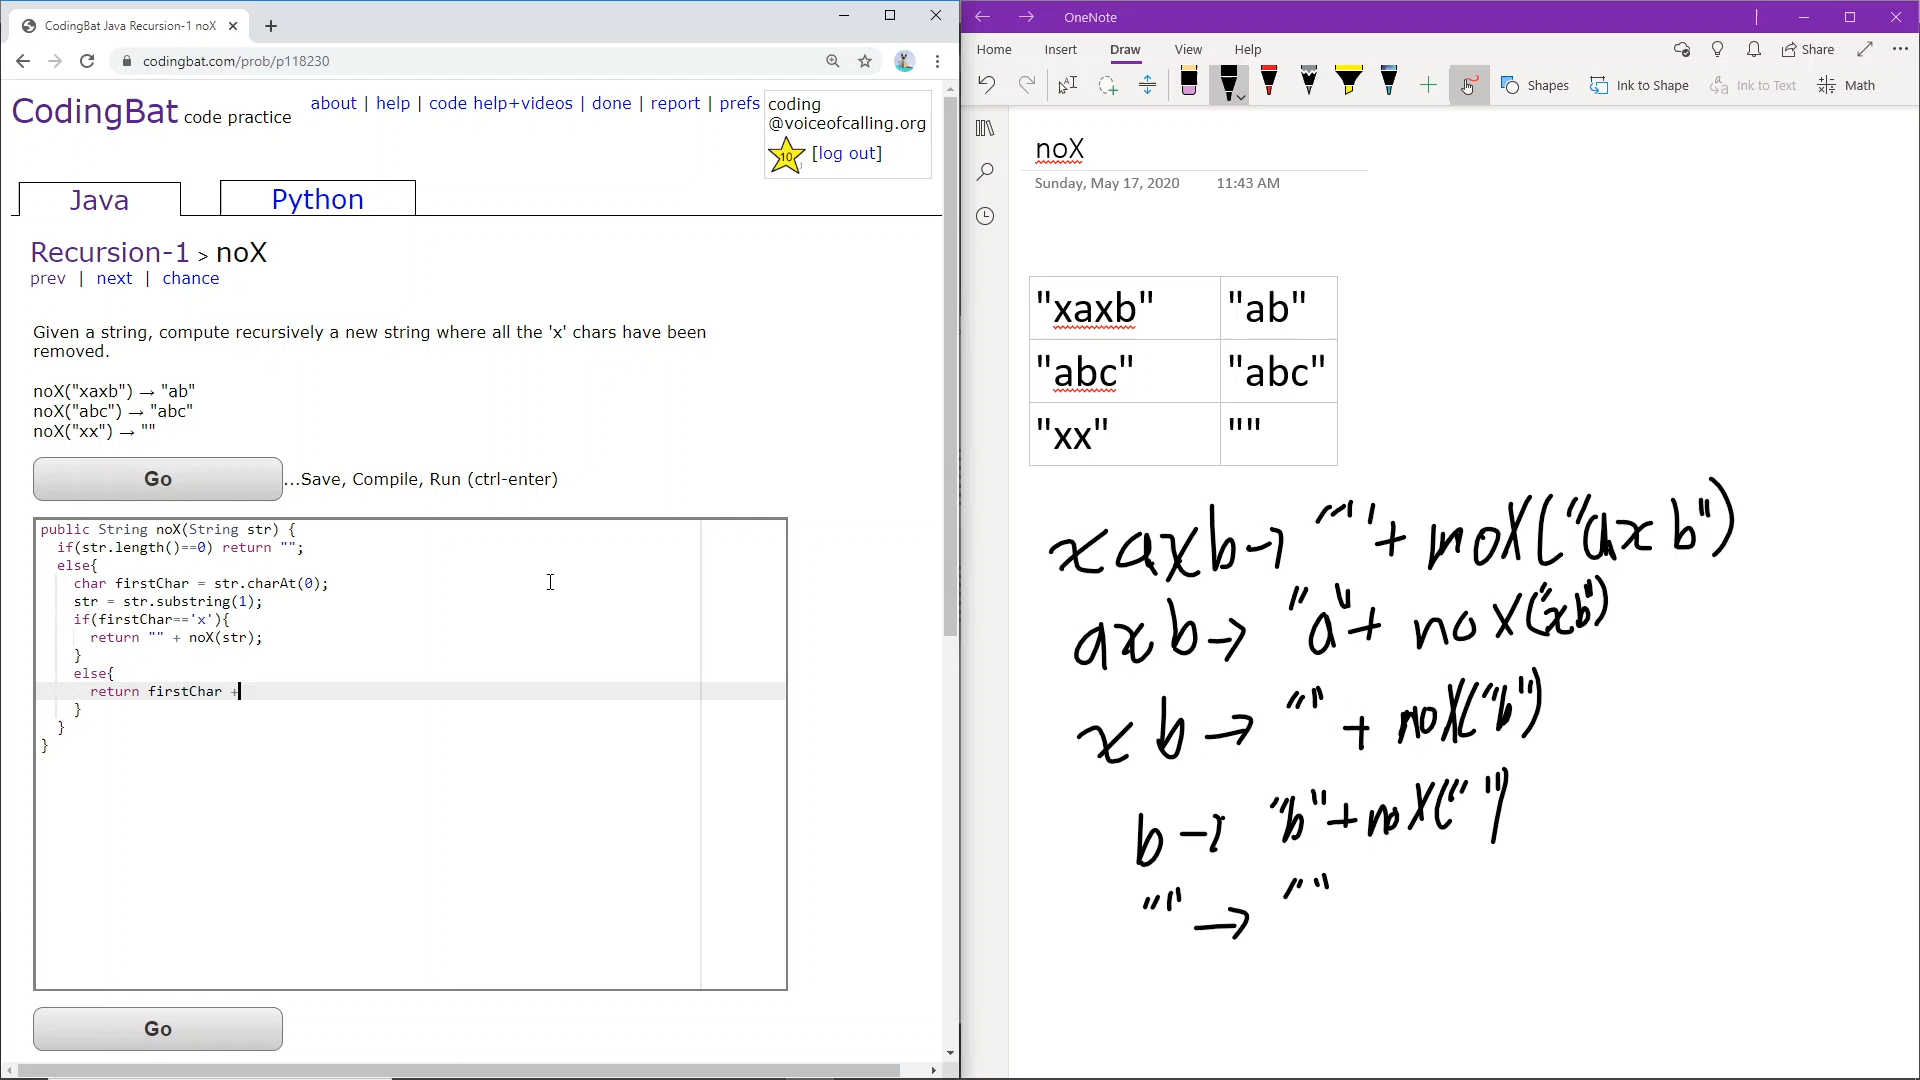 CodingBat Java Recursion-1 noX
codingbat.com/prob/p118230
CodingBat code practice
about | help | code help+videos | done | report | prefs
coding
@voiceofcalling.org
10
[log out]
Java
Python
Recursion-1 > noX
prev | next | chance
Given a string, compute recursively a new string where all the 'x' chars have been
removed.
noX("xaxb") → "ab"
noX("abc") → "abc"
noX("xx") → ""
Go
...Save, Compile, Run (ctrl-enter)
public String noX(String str) {
if(str.length()==0) return "";
else{
char firstChar = str.charAt(0);
str = str.substring(1);
if(firstChar=='x'){
return "" + noX(str);
}
else{
return firstChar +
}
}
}
Go
OneNote
Home Insert Draw View Help
Share
Shapes
Ink to Shape
Ink to Text
Math
noX
Sunday, May 17, 2020 11:43 AM
"xaxb" "ab"
"abc" "abc"
"xx" ""
xaxb → "" + noX("axb")
axb → "a" + noX("xb")
xb → "" + noX("b")
b → "b" + noX("")
"" → ""